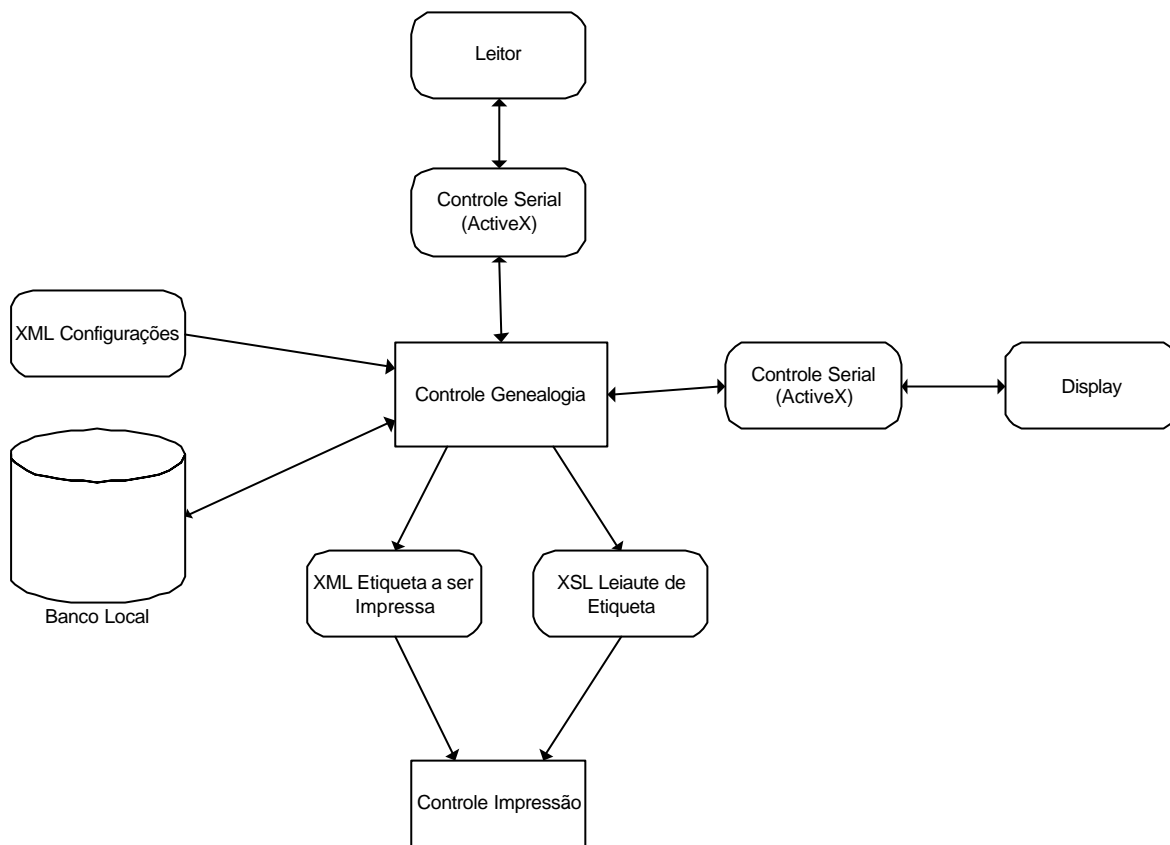 Leitor
Controle Serial
(ActiveX)
XML Configurações
Controle Genealogia
Controle Serial
(ActiveX)
Display
Banco Local
XML Etiqueta a ser
Impressa
XSL Leiaute de
Etiqueta
Controle Impressão